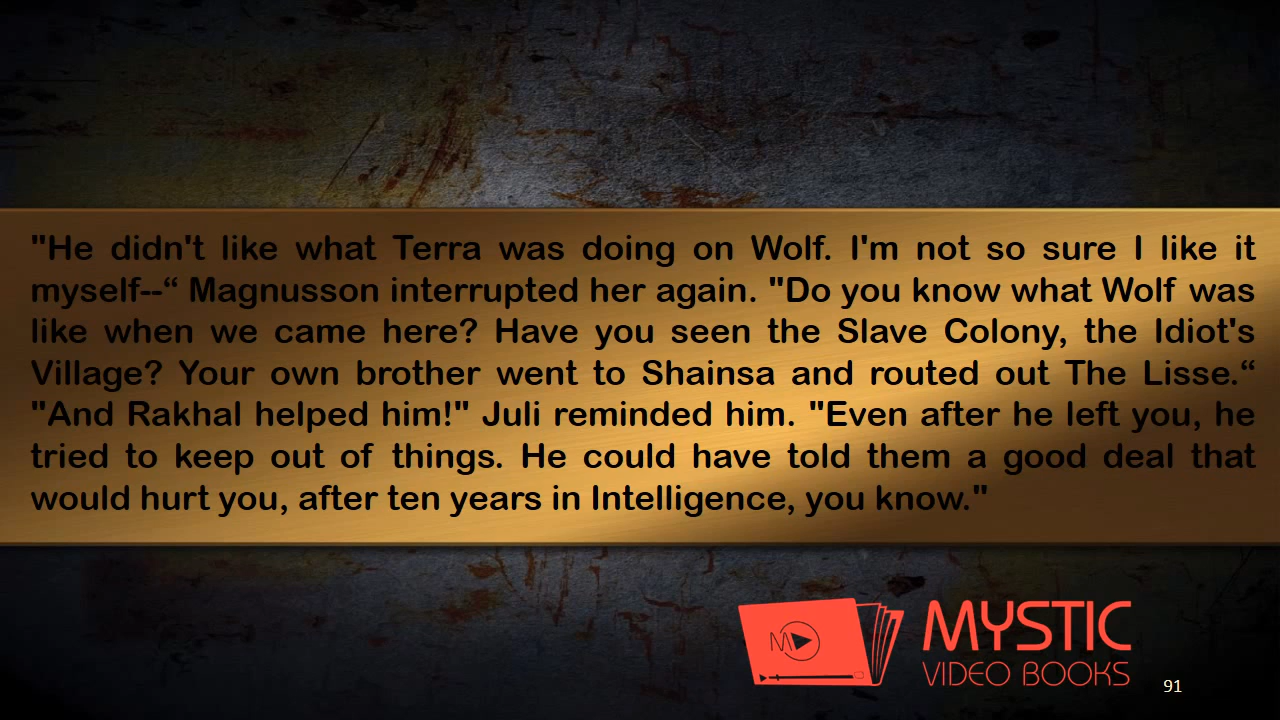 "He didn't like what Terra was doing on Wolf. I'm not so sure I like it
myself--“ Magnusson interrupted her again. "Do you know what Wolf was
like when we came here? Have you seen the Slave Colony, the Idiot's
Village? Your own brother went to Shainsa and routed out The Lisse.“
"And Rakhal helped him!" Juli reminded him. "Even after he left you, he
tried to keep out of things. He could have told them a good deal that
would hurt you, after ten years in Intelligence, you know."
MYSTIC
VIDEO BOOKS
91